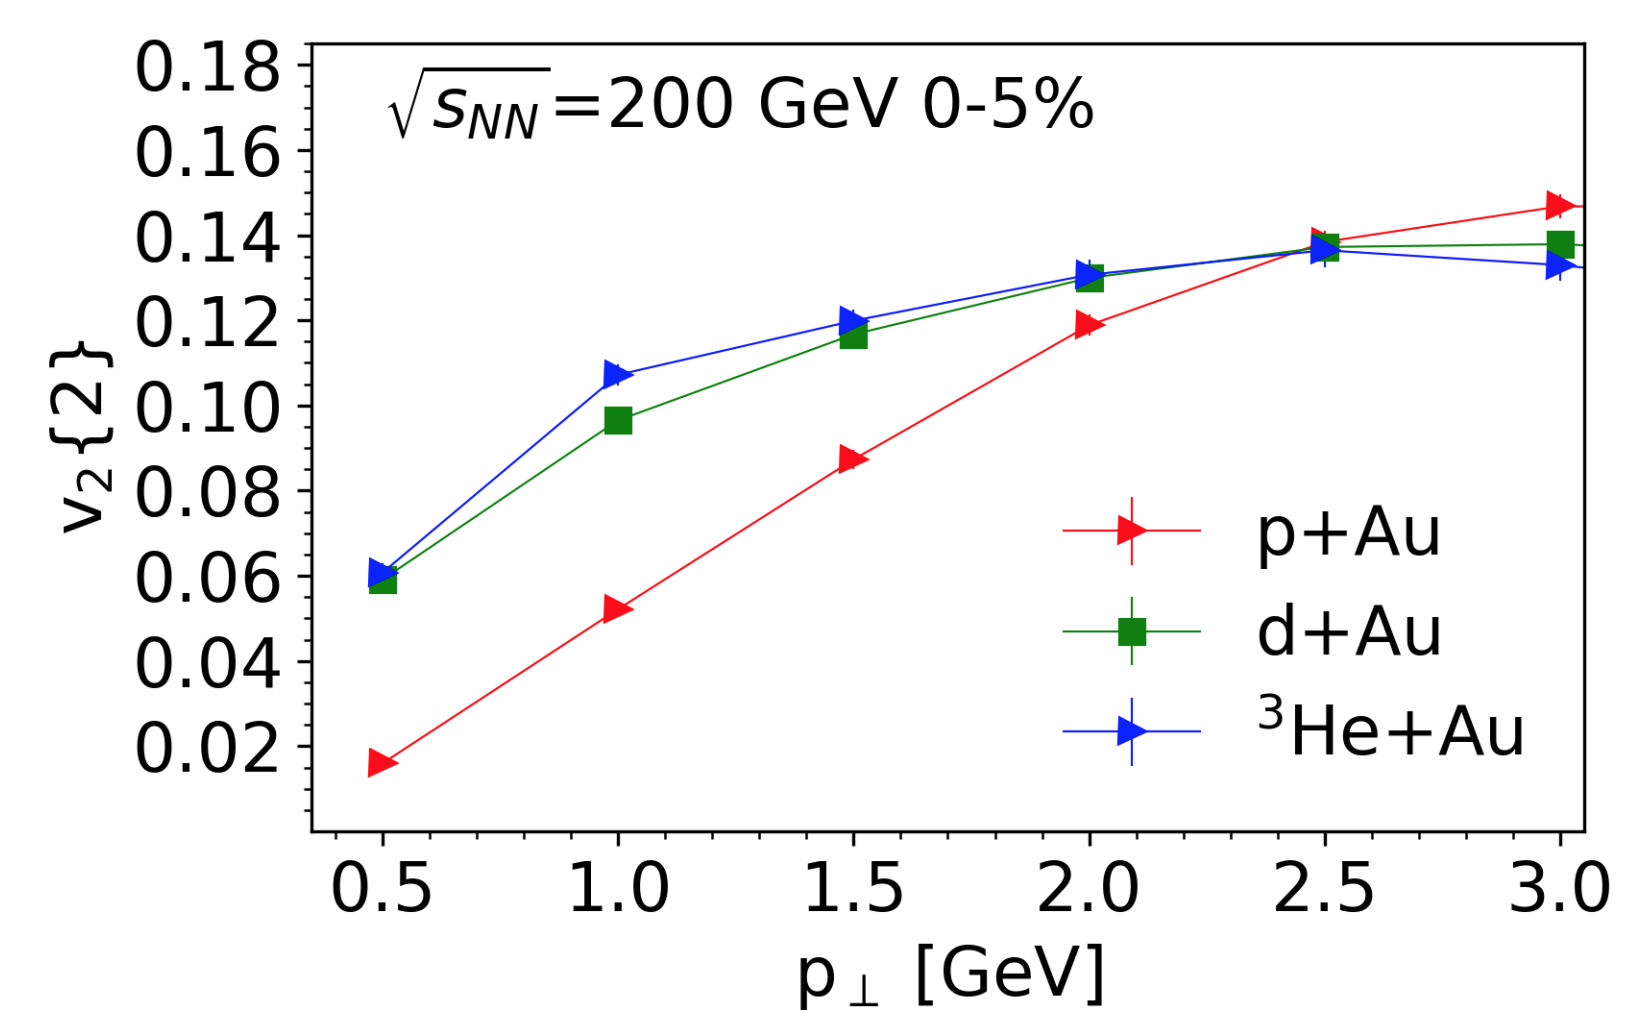 √s_NN=200 GeV 0-5%
0.18
0.16
0.14
0.12
0.10
0.08
0.06
0.04
0.02
v₂{2}
p+Au
d+Au
³He+Au
0.5 1.0 1.5 2.0 2.5 3.0
p⊥ [GeV]